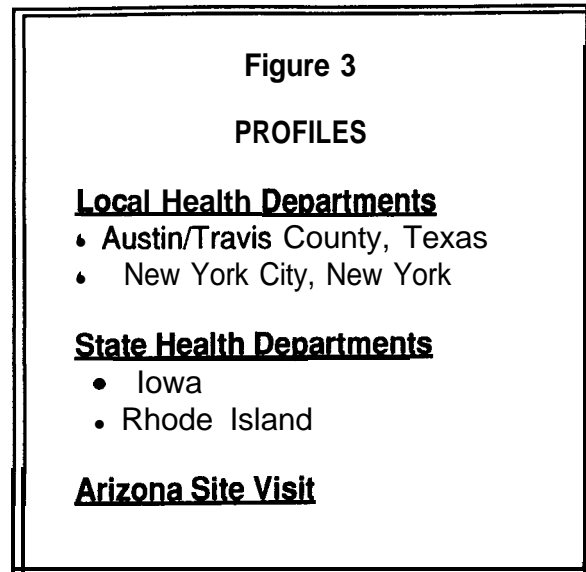 Figure 3
PROFILES
Local Health Departments
• Austin/Travis County, Texas
• New York City, New York
State Health Departments
• Iowa
• Rhode Island
Arizona Site Visit